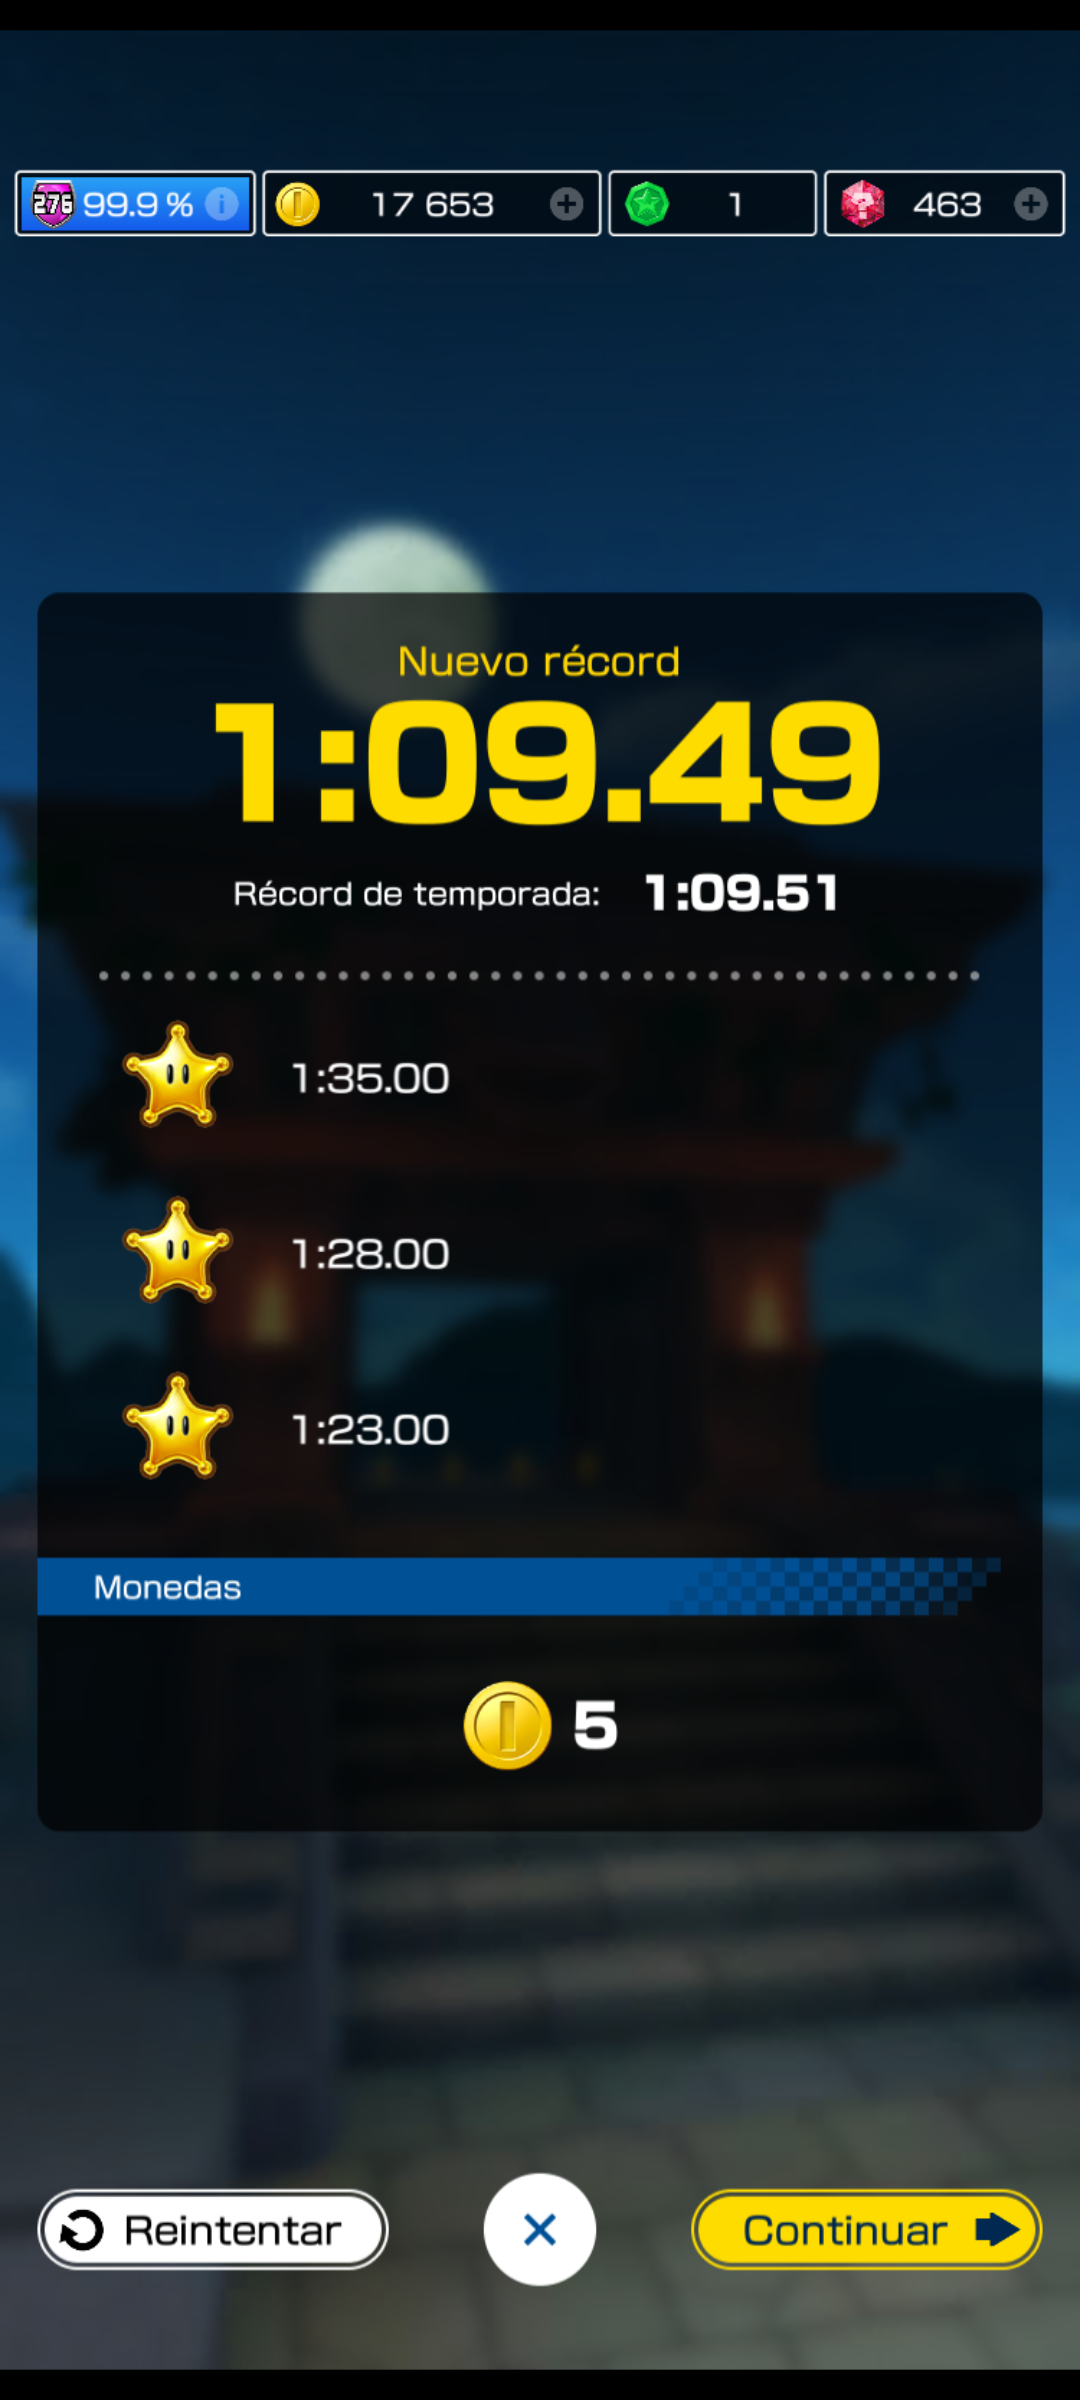 276 99.9 % i 17 653 + 1 463 +
Nuevo récord
1:09.49
Récord de temporada: 1:09.51
1:35.00
1:28.00
1:23.00
Monedas
5
Reintentar × Continuar